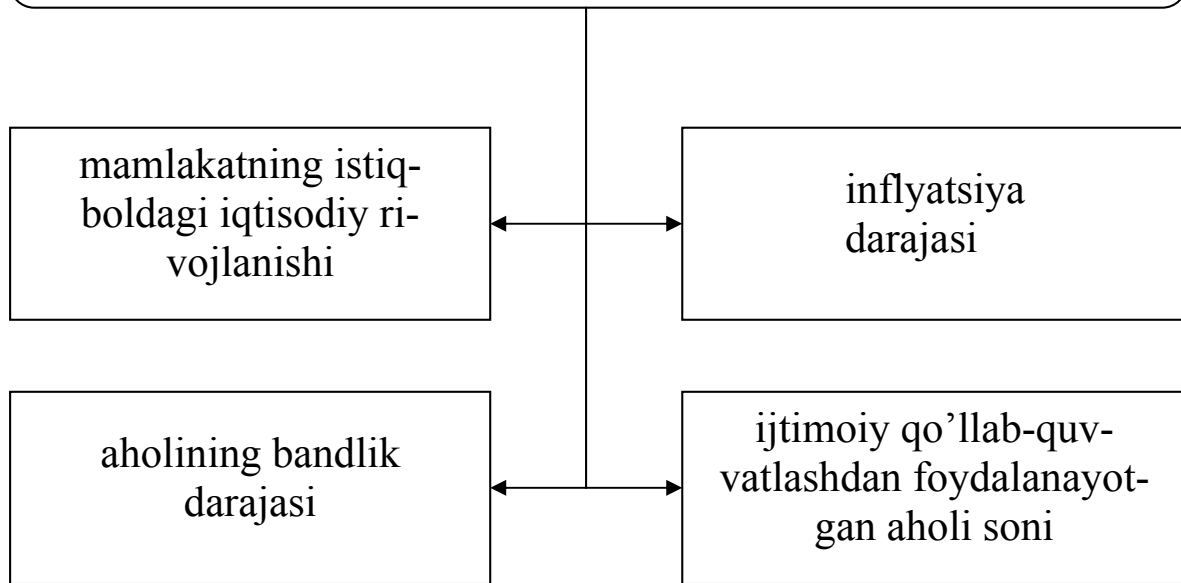 mamlakatning istiq-
boldagi iqtisodiy ri-
vojlanishi
inflyatsiya
darajasi
aholining bandlik
darajasi
ijtimoiy qo’llab-quv-
vatlashdan foydalanayot-
gan aholi soni